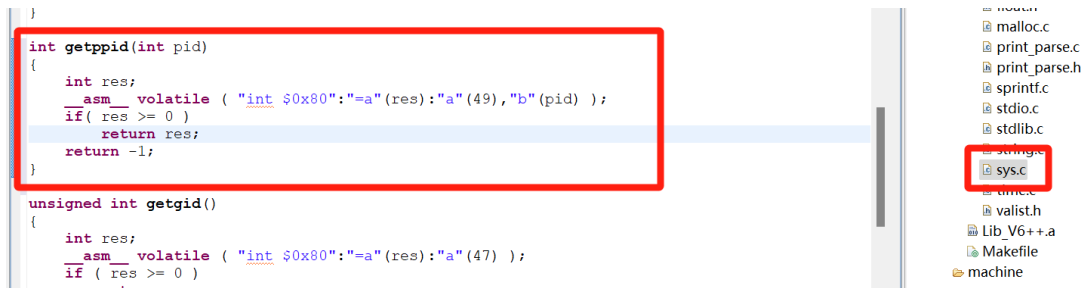 }
int getppid(int pid)
{
    int res;
    __asm__ volatile ( "int $0x80":"=a"(res):"a"(49),"b"(pid) );
    if( res >= 0 )
        return res;
    return -1;
}
unsigned int getgid()
{
    int res;
    __asm__ volatile ( "int $0x80":"=a"(res):"a"(47) );
    if ( res >= 0 )
malloc.c
print_parse.c
print_parse.h
sprintf.c
stdio.c
stdlib.c
string.c
sys.c
time.c
valist.h
Lib_V6++.a
Makefile
machine